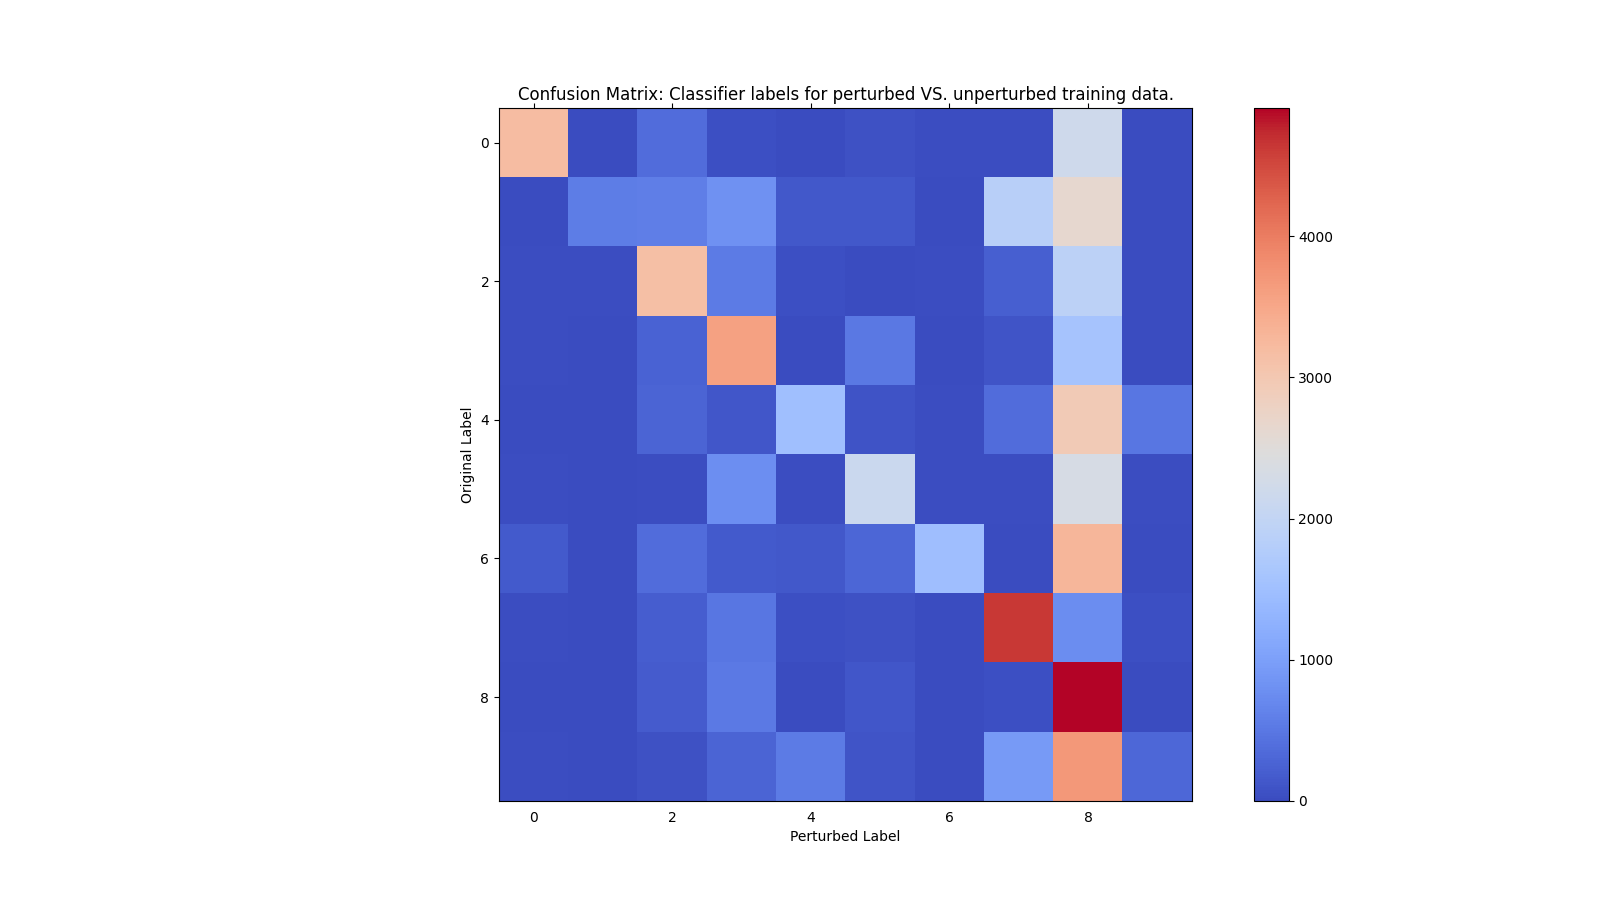 Confusion Matrix: Classifier labels for perturbed VS. unperturbed training data.
0
2
4
6
8
Original Label
0 2 4 6 8
Perturbed Label
4000
3000
2000
1000
0